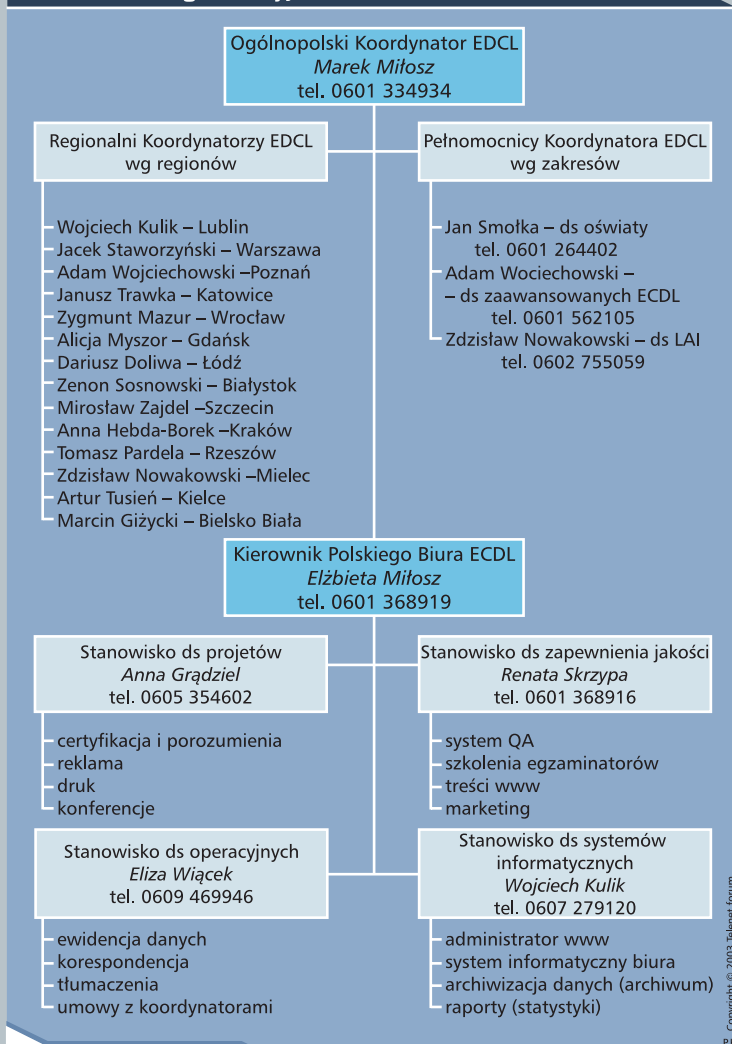 Ogólnopolski Koordynator EDCL
Marek Miłosz
tel. 0601 334934
Regionalni Koordynatorzy EDCL
wg regionów
Wojciech Kulik – Lublin
Jacek Staworzyński – Warszawa
Adam Wojciechowski –Poznań
Janusz Trawka – Katowice
Zygmunt Mazur – Wrocław
Alicja Myszor – Gdańsk
Dariusz Doliwa – Łódź
Zenon Sosnowski – Białystok
Mirosław Zajdel –Szczecin
Anna Hebda-Borek –Kraków
Tomasz Pardela – Rzeszów
Zdzisław Nowakowski –Mielec
Artur Tusień – Kielce
Marcin Giżycki – Bielsko Biała
Pełnomocnicy Koordynatora EDCL
wg zakresów
Jan Smołka – ds oświaty
tel. 0601 264402
Adam Wociechowski –
– ds zaawansowanych ECDL
tel. 0601 562105
Zdzisław Nowakowski – ds LAI
tel. 0602 755059
Kierownik Polskiego Biura ECDL
Elżbieta Miłosz
tel. 0601 368919
Stanowisko ds projetów
Anna Grądziel
tel. 0605 354602
certyfikacja i porozumienia
reklama
druk
konferencje
Stanowisko ds zapewnienia jakości
Renata Skrzypa
tel. 0601 368916
system QA
szkolenia egzaminatorów
treści www
marketing
Stanowisko ds operacyjnych
Eliza Wiącek
tel. 0609 469946
ewidencja danych
korespondencja
tłumaczenia
umowy z koordynatorami
Stanowisko ds systemów
informatycznych
Wojciech Kulik
tel. 0607 279120
administrator www
system informatyczny biura
archiwizacja danych (archiwum)
raporty (statystyki)
Copyright © 2003 Telenet forum